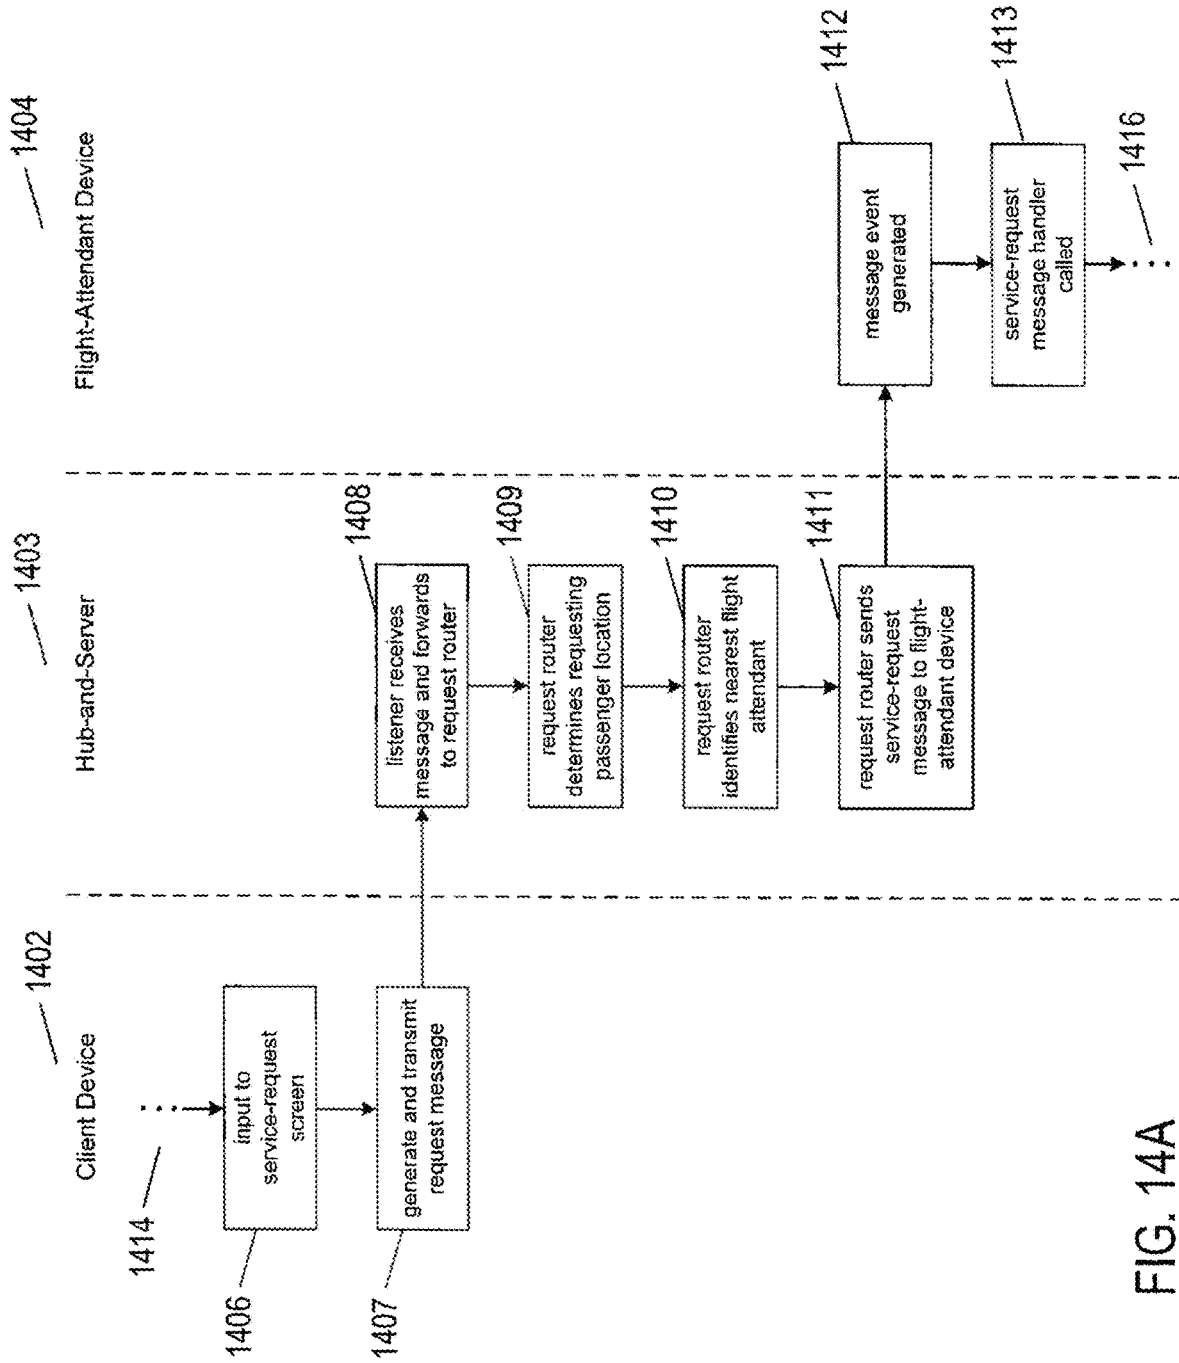 1402
1403
1404
Client Device
Hub-and-Server
Flight-Attendant Device
1414
1406
input to
service-request
screen
1407
generate and transmit
request message
1408
listener receives
message and forwards
to request router
1409
request router
determines requesting
passenger location
1410
request router
identifies nearest flight
attendant
1411
request router sends
service-request
message to flight-
attendant device
1412
message event
generated
1413
service-request
message handler
called
1416
FIG. 14A